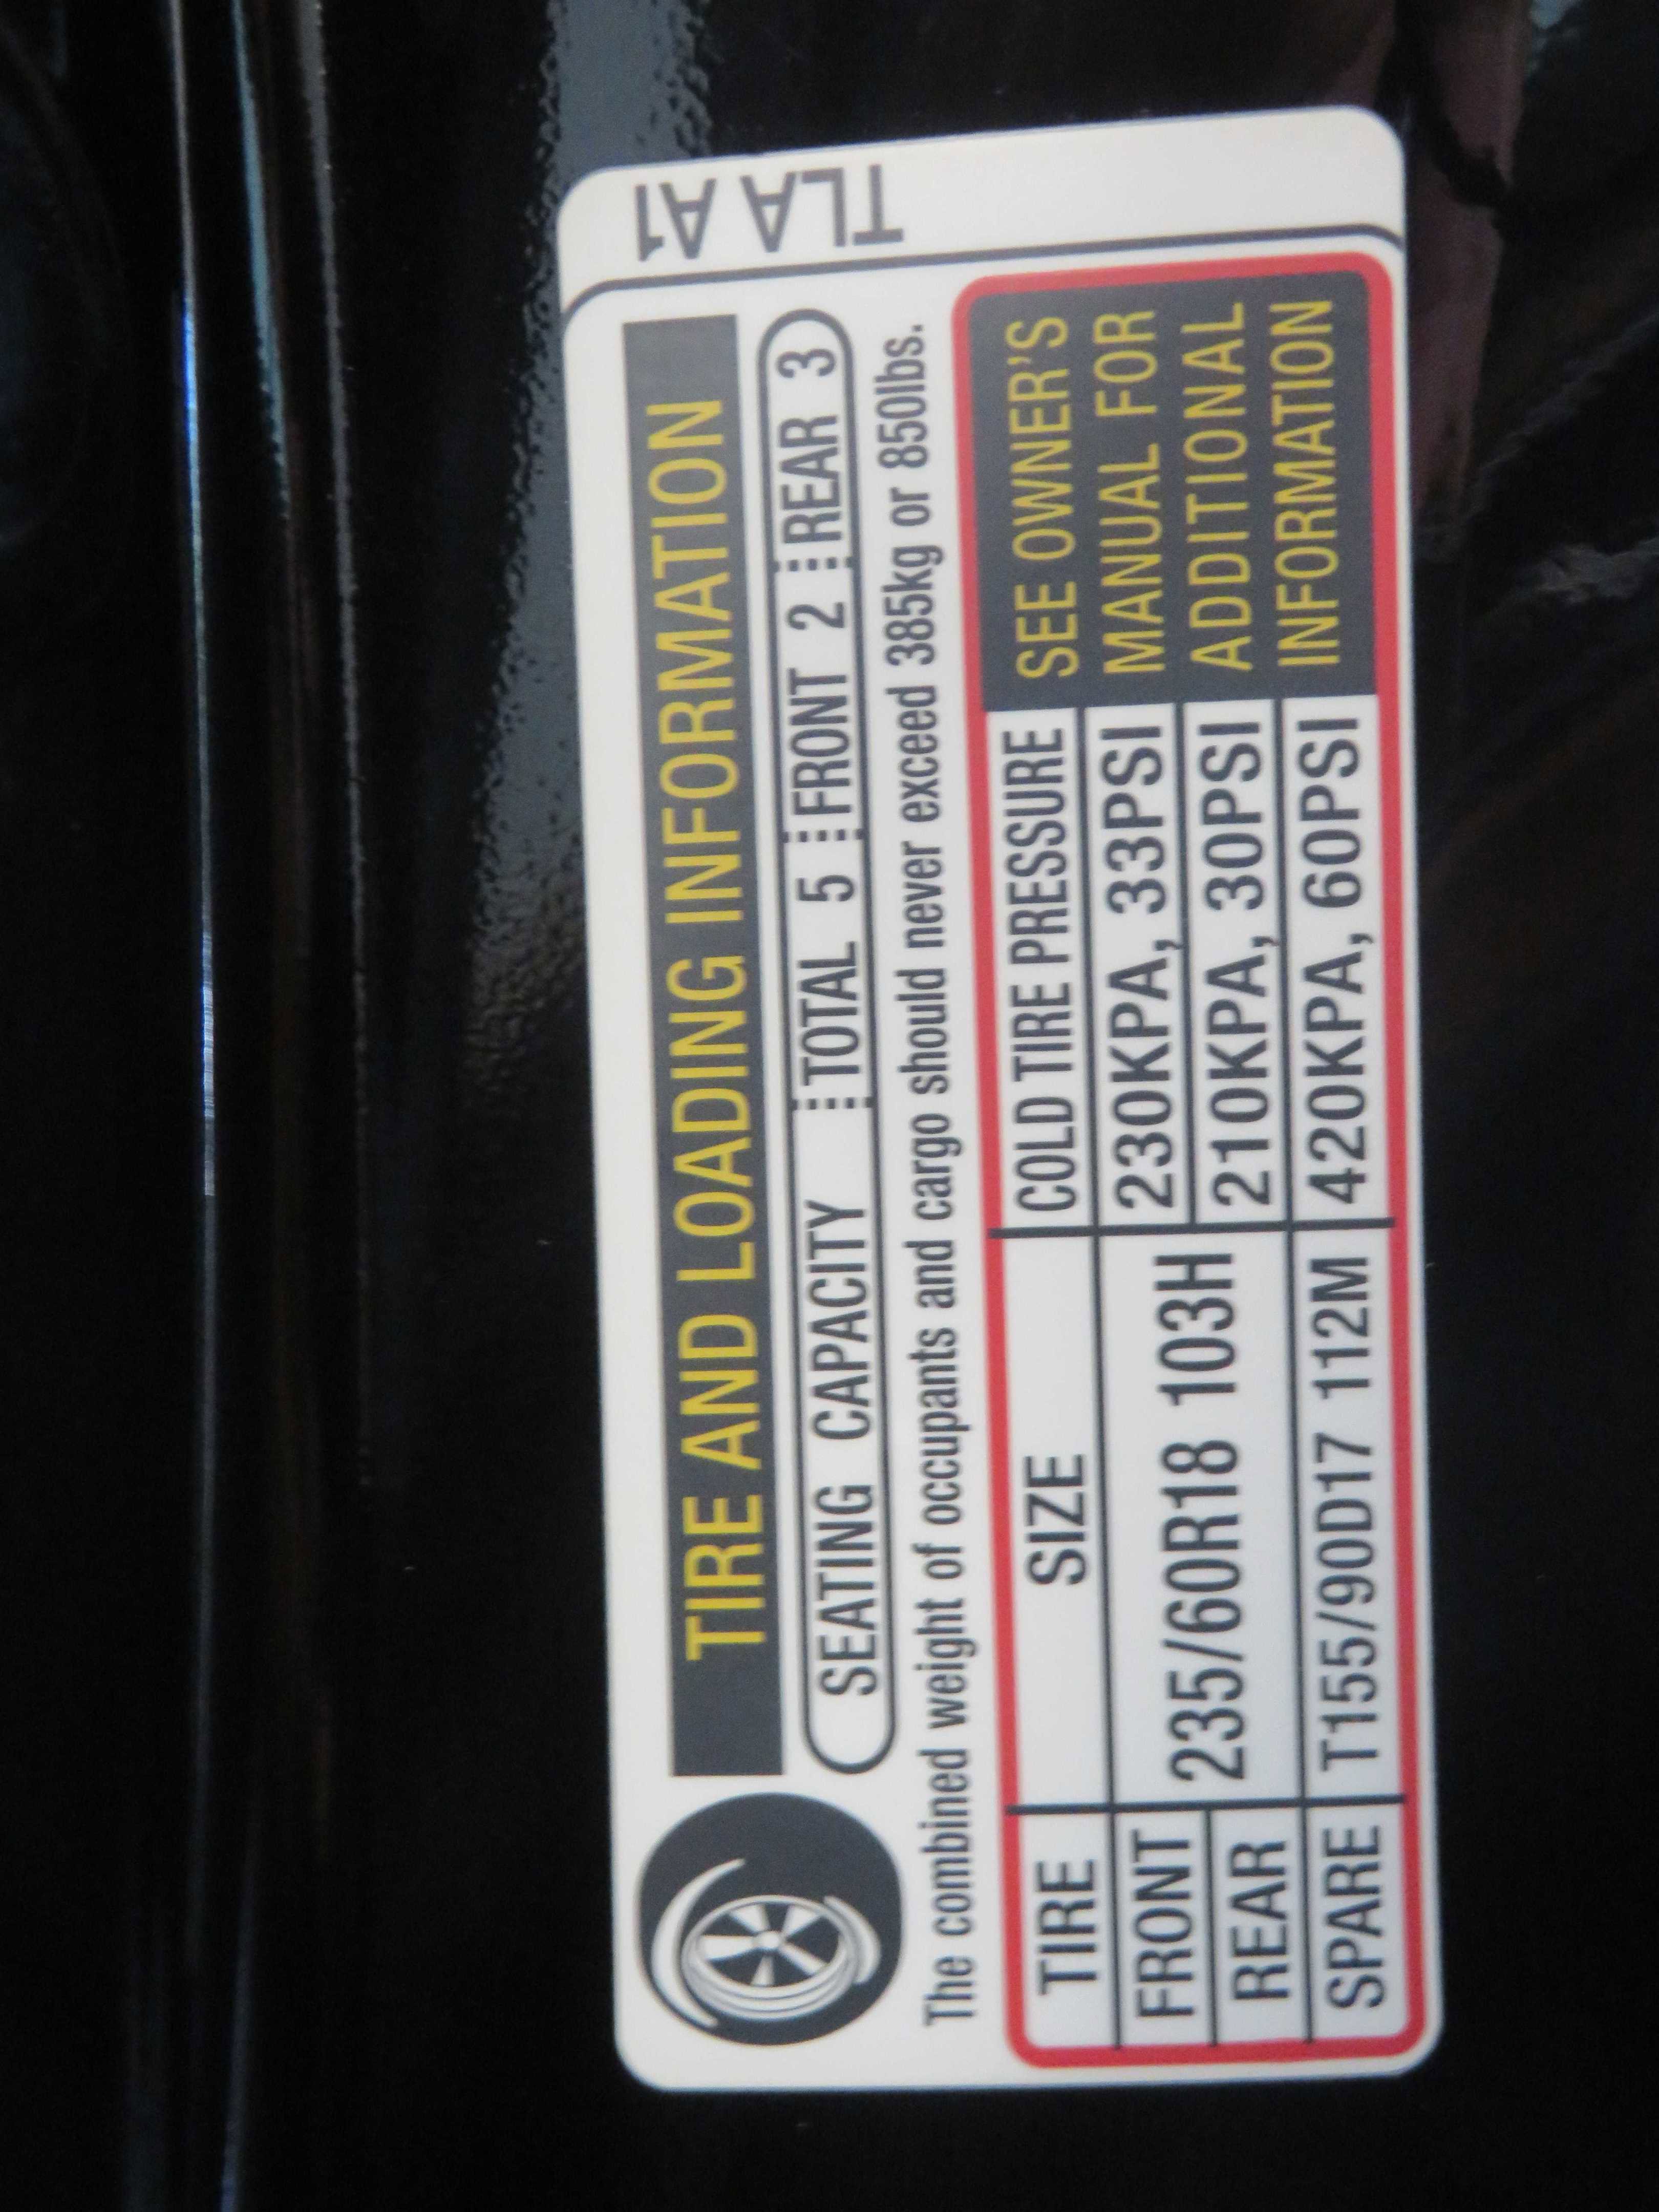 TLA A1
TIRE AND LOADING INFORMATION
SEATING CAPACITY TOTAL 5 FRONT 2 REAR 3
The combined weight of occupants and cargo should never exceed 385kg or 850lbs.
TIRE SIZE COLD TIRE PRESSURE
FRONT 235/60R18 103H 230KPA, 33PSI
REAR 210KPA, 30PSI
SPARE T155/90D17 112M 420KPA, 60PSI
SEE OWNER'S
MANUAL FOR
ADDITIONAL
INFORMATION